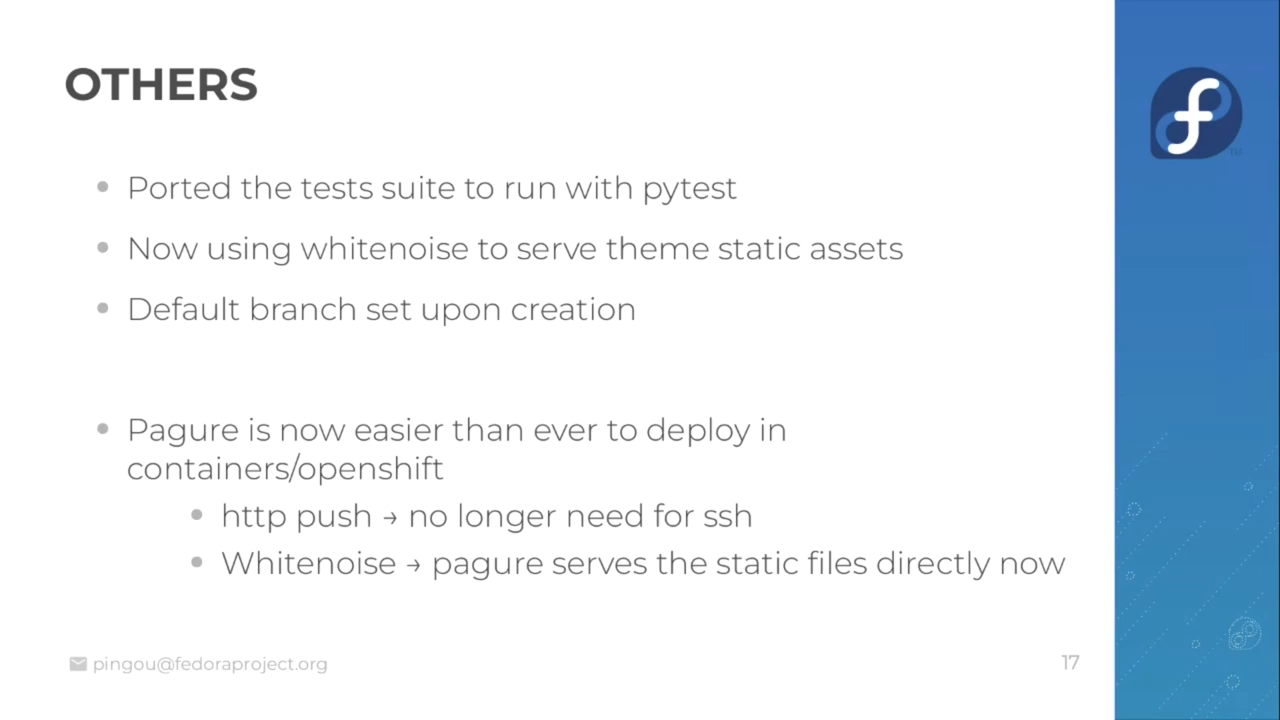 OTHERS
• Ported the tests suite to run with pytest
• Now using whitenoise to serve theme static assets
• Default branch set upon creation
• Pagure is now easier than ever to deploy in
containers/openshift
• http push → no longer need for ssh
• Whitenoise → pagure serves the static files directly now
pingou@fedoraproject.org
17